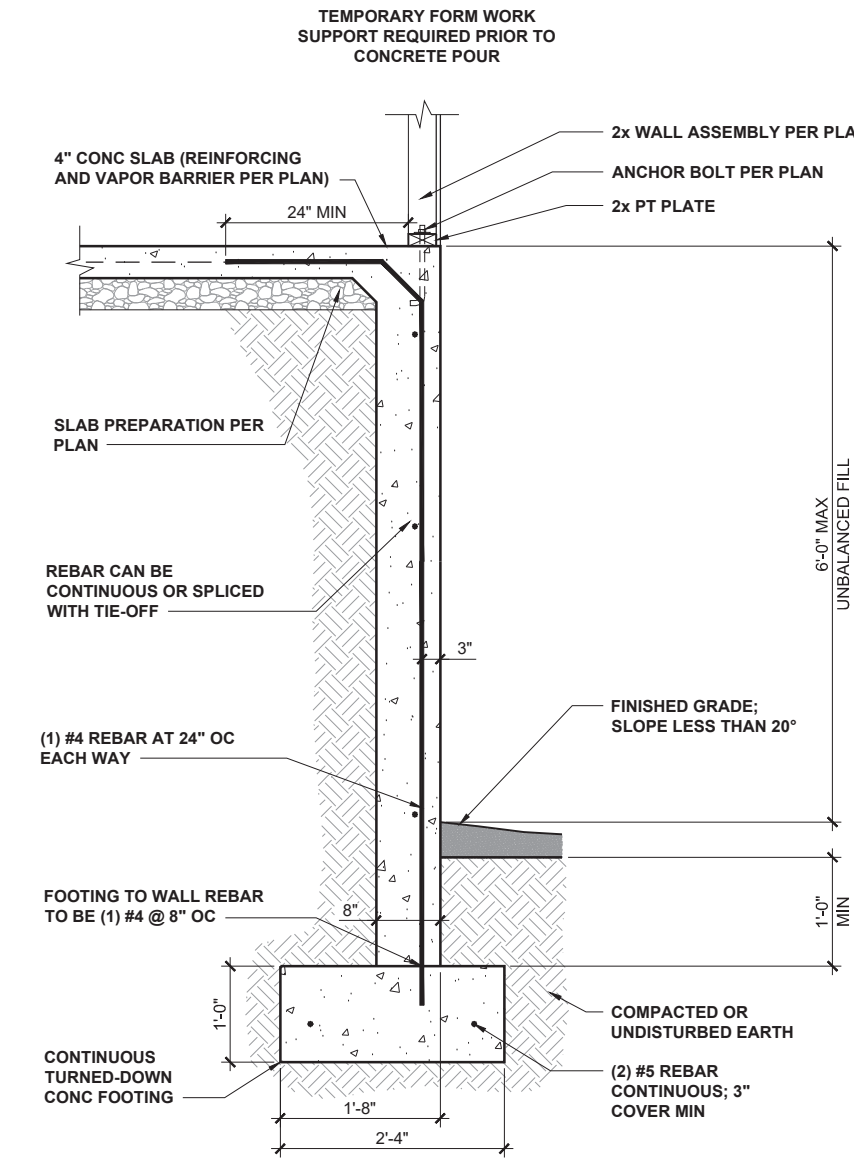 TEMPORARY FORM WORK
SUPPORT REQUIRED PRIOR TO
CONCRETE POUR
2x WALL ASSEMBLY PER PLA
4" CONC SLAB (REINFORCING
AND VAPOR BARRIER PER PLAN)
ANCHOR BOLT PER PLAN
24" MIN
2x PT PLATE
SLAB PREPARATION PER
PLAN
6'-0" MAX
UNBALANCED FILL
REBAR CAN BE
CONTINUOUS OR SPLICED
WITH TIE-OFF
3"
FINISHED GRADE;
SLOPE LESS THAN 20°
(1) #4 REBAR AT 24" OC
EACH WAY
FOOTING TO WALL REBAR
TO BE (1) #4 @ 8" OC
8"
1'-0"
MIN
1'-0"
COMPACTED OR
UNDISTURBED EARTH
CONTINUOUS
TURNED-DOWN
CONC FOOTING
(2) #5 REBAR
CONTINUOUS; 3"
COVER MIN
1'-8"
2'-4"